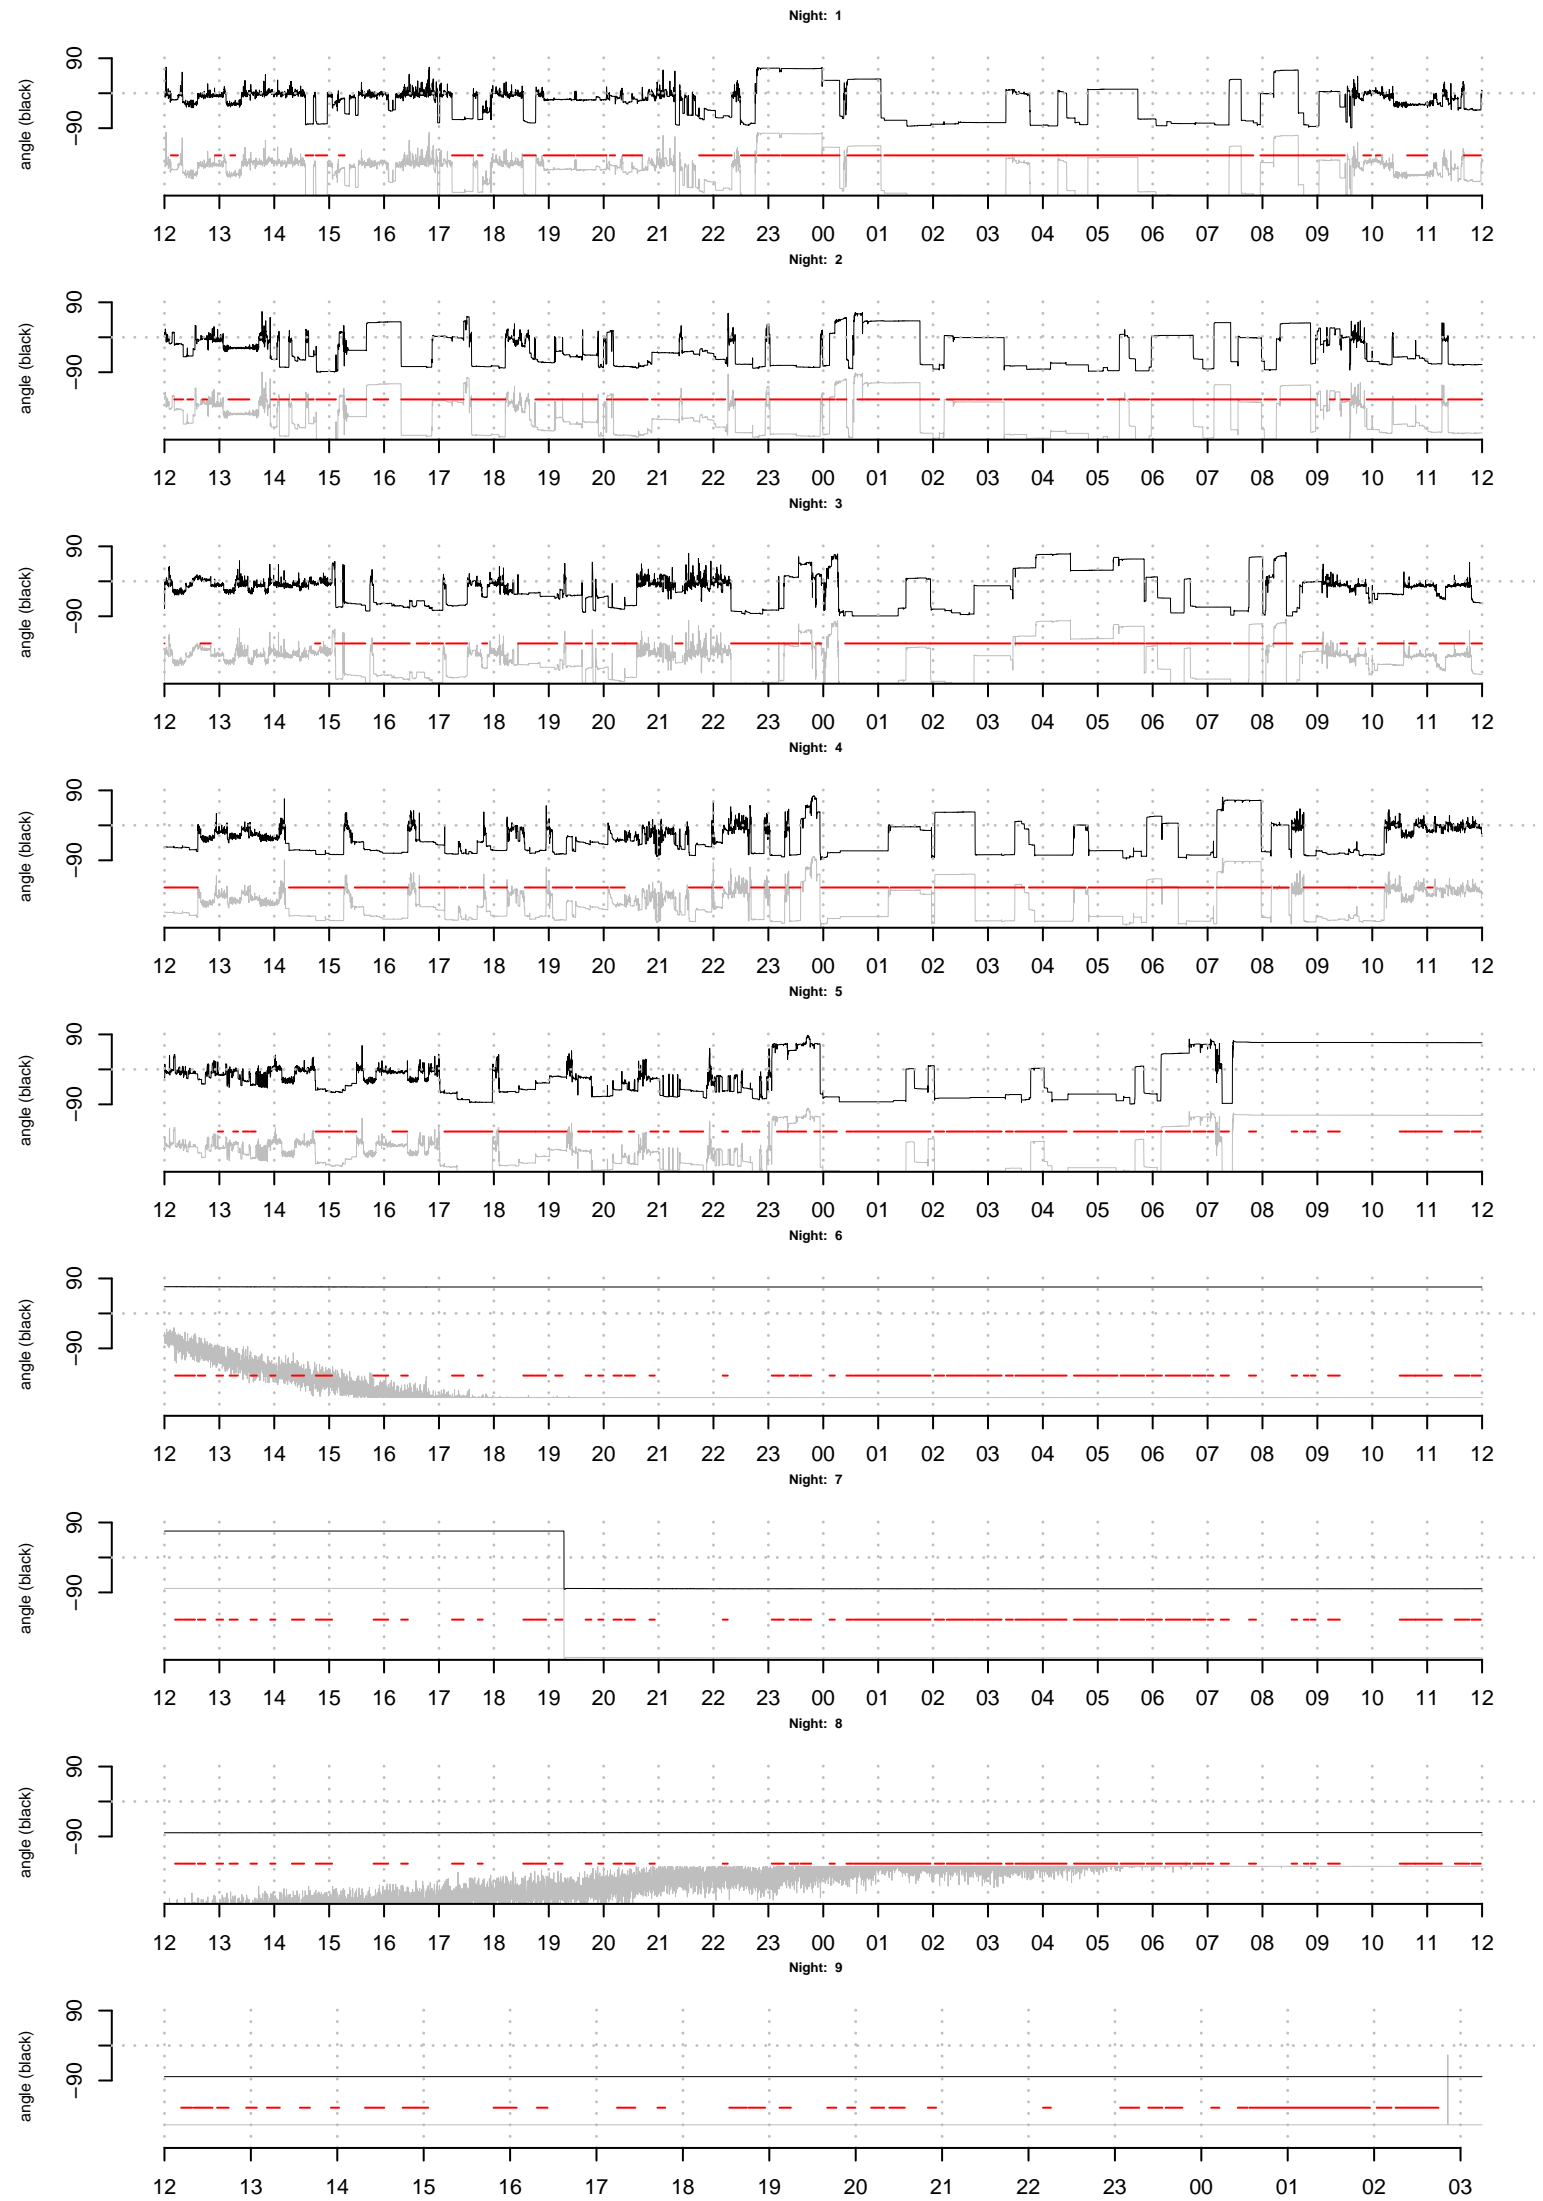 Night: 1
90
-90
angle (black)
12 13 14 15 16 17 18 19 20 21 22 23 00 01 02 03 04 05 06 07 08 09 10 11 12
Night: 2
90
-90
angle (black)
12 13 14 15 16 17 18 19 20 21 22 23 00 01 02 03 04 05 06 07 08 09 10 11 12
Night: 3
90
-90
angle (black)
12 13 14 15 16 17 18 19 20 21 22 23 00 01 02 03 04 05 06 07 08 09 10 11 12
Night: 4
90
-90
angle (black)
12 13 14 15 16 17 18 19 20 21 22 23 00 01 02 03 04 05 06 07 08 09 10 11 12
Night: 5
90
-90
angle (black)
12 13 14 15 16 17 18 19 20 21 22 23 00 01 02 03 04 05 06 07 08 09 10 11 12
Night: 6
90
-90
angle (black)
12 13 14 15 16 17 18 19 20 21 22 23 00 01 02 03 04 05 06 07 08 09 10 11 12
Night: 7
90
-90
angle (black)
12 13 14 15 16 17 18 19 20 21 22 23 00 01 02 03 04 05 06 07 08 09 10 11 12
Night: 8
90
-90
angle (black)
12 13 14 15 16 17 18 19 20 21 22 23 00 01 02 03 04 05 06 07 08 09 10 11 12
Night: 9
90
-90
angle (black)
12 13 14 15 16 17 18 19 20 21 22 23 00 01 02 03